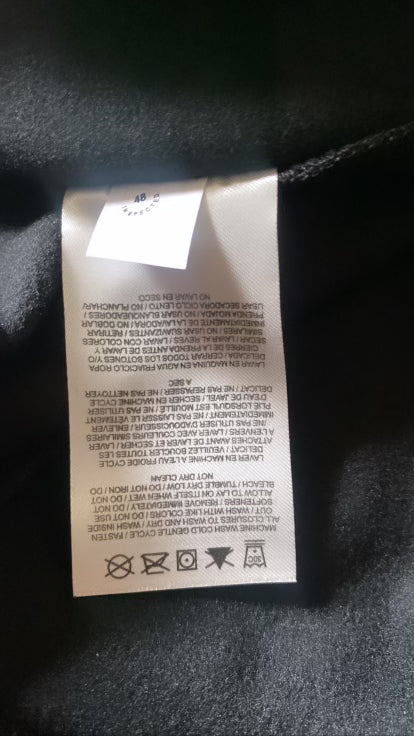 30C
MACHINE GENTLE CYCLE COLD WASH / FASTEN
ALL CLOSURES TO WASH AND DRY / WASH INSIDE
OUT / WASH WITH LIKE COLORS / DO NOT USE
SOFTENERS / REMOVE IMMEDIATELY / DO NOT
ALLOW TO LAY ON ITSELF WHEN WET / DO NOT
BLEACH / TUMBLE DRY LOW / DO NOT IRON / DO
NOT DRY CLEAN
LAVER EN MACHINE A L'EAU FROIDE CYCLE
DELICAT / VEUILLEZ BOUCLER TOUTES LES
ATTACHES AVANT DE LAVER ET SECHER / LAVER
A L'ENVERS / LAVER AVEC COULEURS SIMILAIRES
/NE PAS UTILISER D'ADOUCISSEUR / ENLEVER
IMMEDIATEMENT / NE PAS LAISSER LE VETEMENT
PLIE LORSQU'IL EST MOUILLE / NE PAS UTILISER
D'EAU DE JAVEL / SECHER EN MACHINE CYCLE
DELICAT / NE PAS REPASSER / NE PAS NETTOYER
A SEC
LAVAR EN MAQUINA EN AGUA FRIA/CICLO ROPA
DELICADA / CERRAR TODOS LOS BOTONES Y/O
CIERRES DE LA PRENDA ANTES DE LAVAR Y
SECAR / LAVAR AL REVES / LAVAR CON COLORES
SIMILARES / NO USAR SUAVIZANTES / RETIRAR
INMEDIATAMENTE DE LA LAVADORA / NO DOBLAR
PRENDA MOJADA / NO USAR BLANQUEADORES /
USAR SECADORA CICLO LENTO / NO PLANCHAR/
NO LAVAR EN SECO
48
INSPECTED